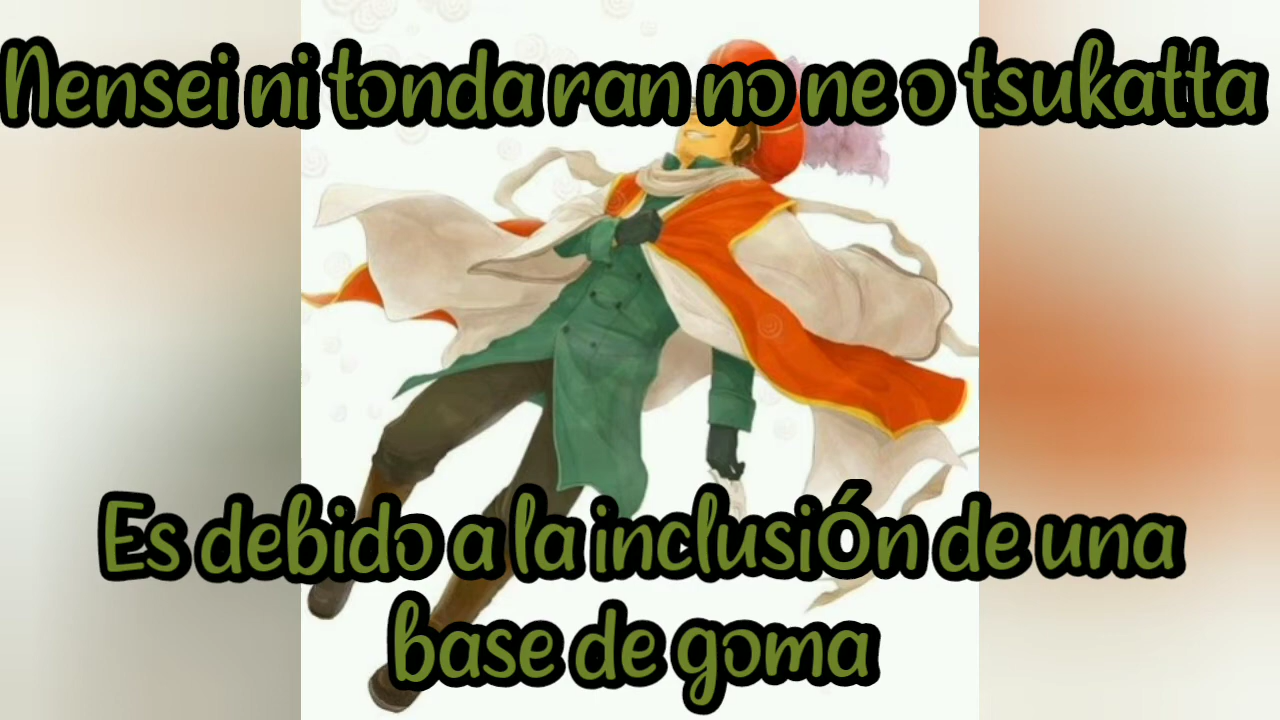 Nensei ni tonda ran no ne o tsukatta
Es debido a la inclusión de una
base de goma